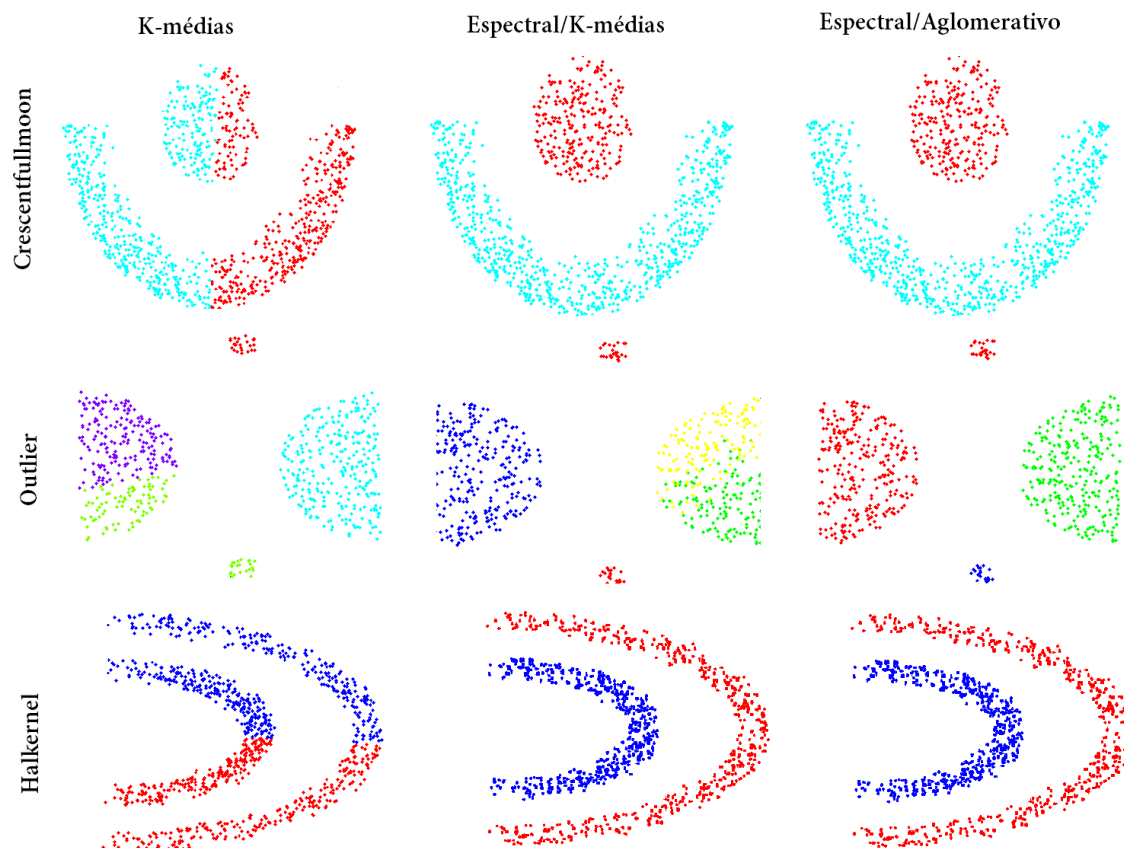 K-médias
Espectral/K-médias
Espectral/Aglomerativo
Crescentfullmoon
Outlier
Halkernel